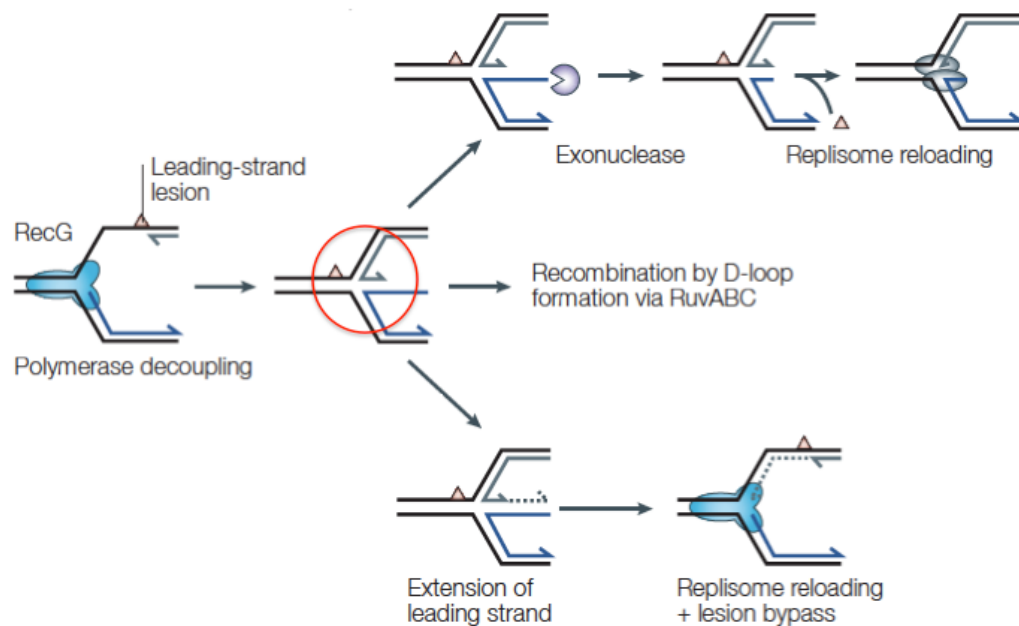 Exonuclease
Replisome reloading
Leading-strand
lesion
RecG
Polymerase decoupling
Recombination by D-loop
formation via RuvABC
Extension of
leading strand
Replisome reloading
+ lesion bypass